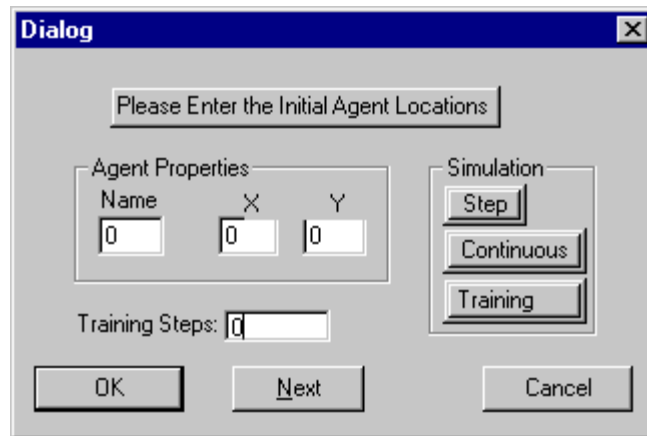 Dialog
Please Enter the Initial Agent Locations
Agent Properties
Name X Y
0 0 0
Simulation
Step
Continuous
Training
Training Steps: 0
OK Next Cancel